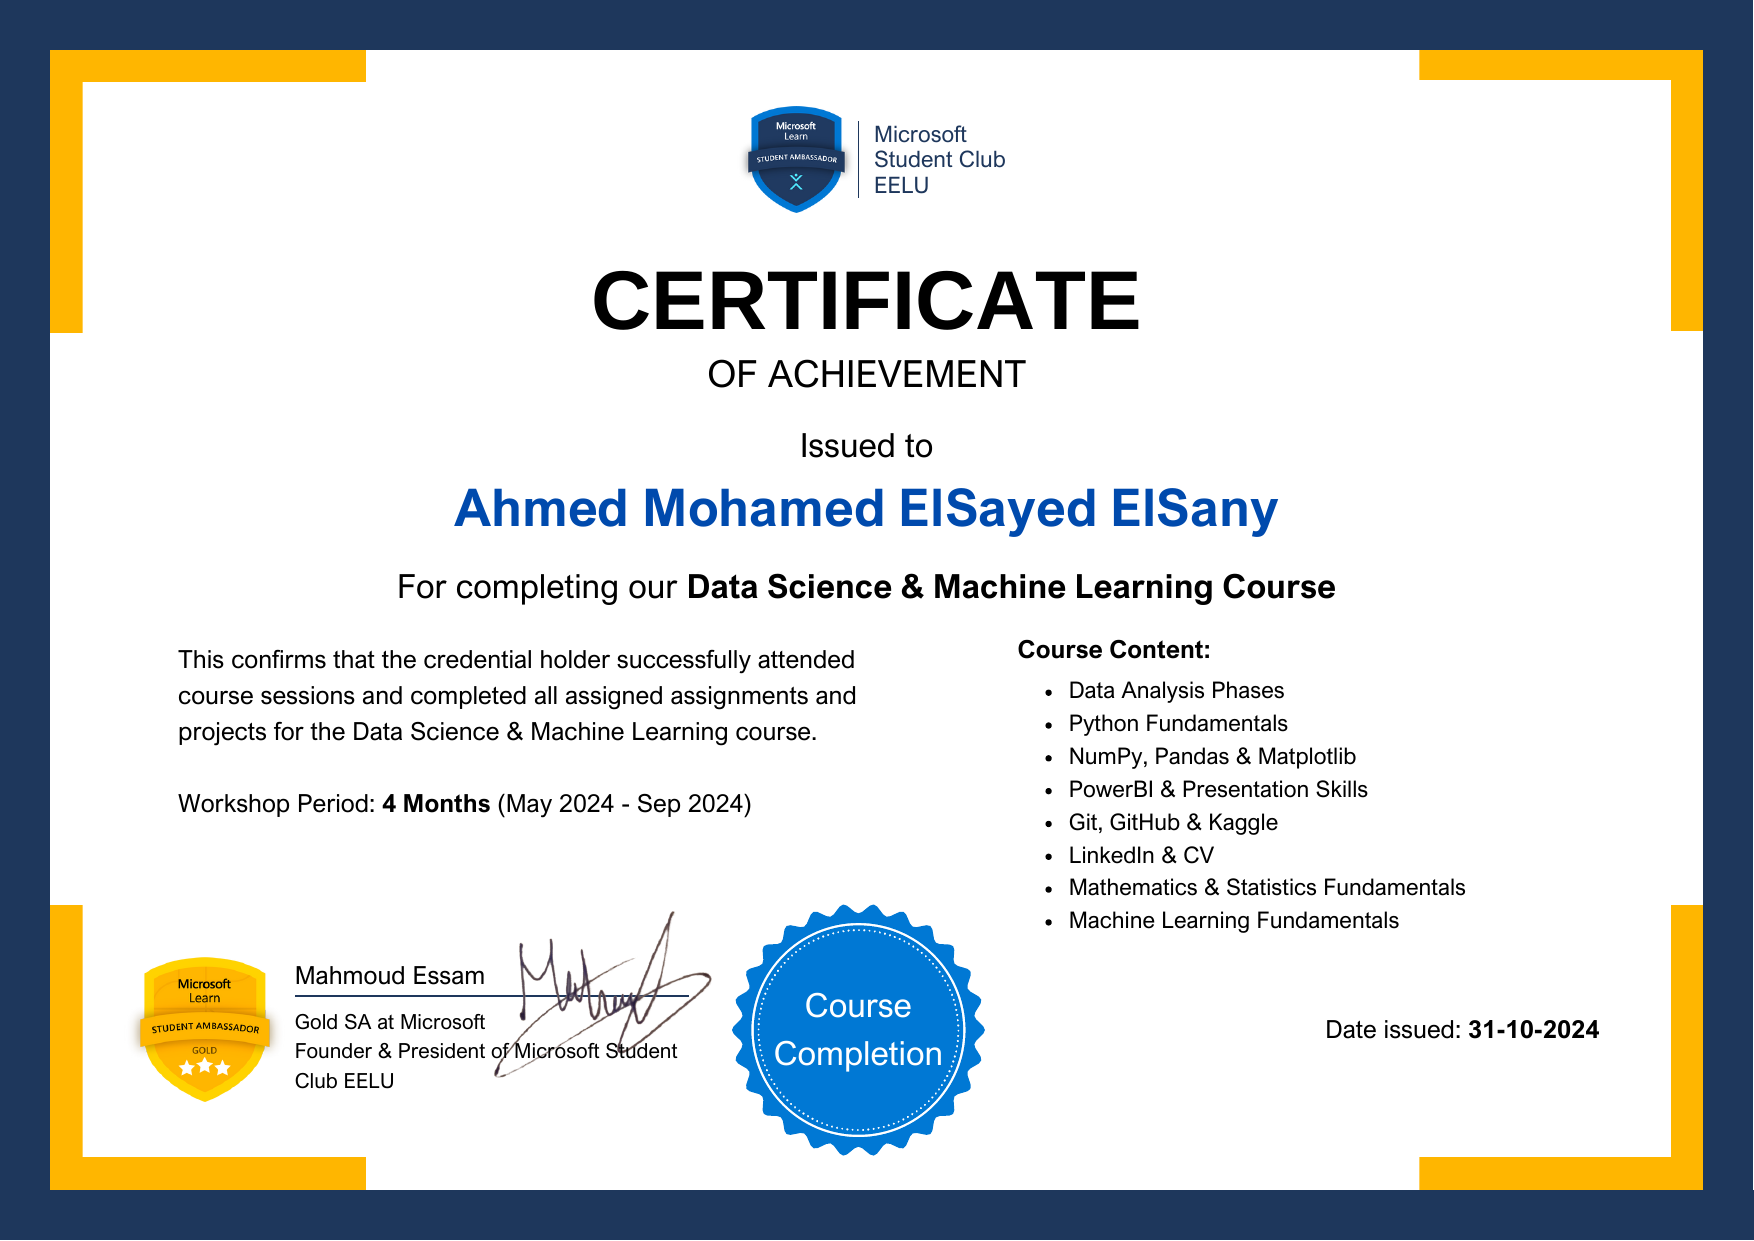 Microsoft
Learn
STUDENT AMBASSADOR
Microsoft
Student Club
EELU
CERTIFICATE
OF ACHIEVEMENT
Issued to
Ahmed Mohamed ElSayed ElSany
For completing our Data Science & Machine Learning Course
This confirms that the credential holder successfully attended
course sessions and completed all assigned assignments and
projects for the Data Science & Machine Learning course.
Workshop Period: 4 Months (May 2024 - Sep 2024)
Course Content:
• Data Analysis Phases
• Python Fundamentals
• NumPy, Pandas & Matplotlib
• PowerBI & Presentation Skills
• Git, GitHub & Kaggle
• LinkedIn & CV
• Mathematics & Statistics Fundamentals
• Machine Learning Fundamentals
Microsoft
Learn
STUDENT AMBASSADOR
GOLD
Mahmoud Essam
Gold SA at Microsoft
Founder & President of Microsoft Student
Club EELU
Course
Completion
Date issued: 31-10-2024